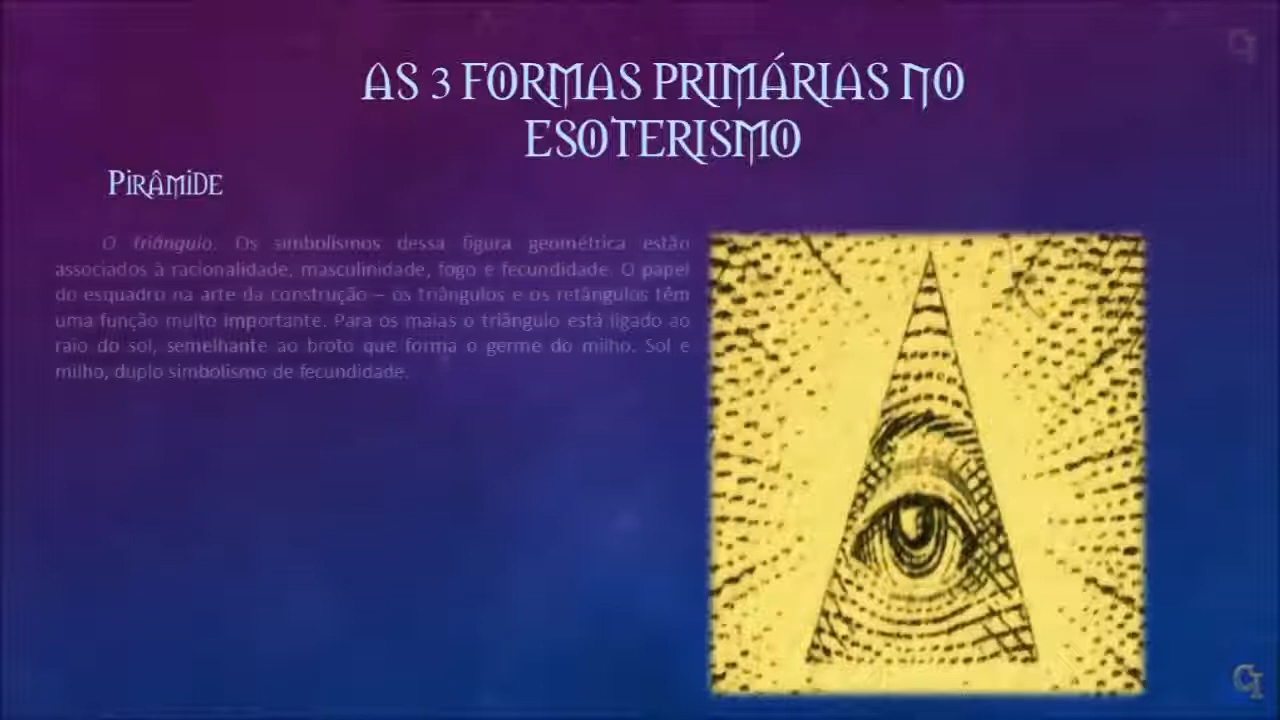 AS 3 FORMAS PRIMÁRIAS NO
ESOTERISMO
PIRÂMIDE
O triângulo. Os simbolismos dessa figura geométrica estão
associados à racionalidade, masculinidade, fogo e fecundidade. O papel
do esquadro na arte da construção – os triângulos e os retângulos têm
uma função muito importante. Para os maias o triângulo está ligado ao
raio do sol, semelhante ao broto que forma o germe do milho. Sol e
milho, duplo simbolismo de fecundidade.
CI